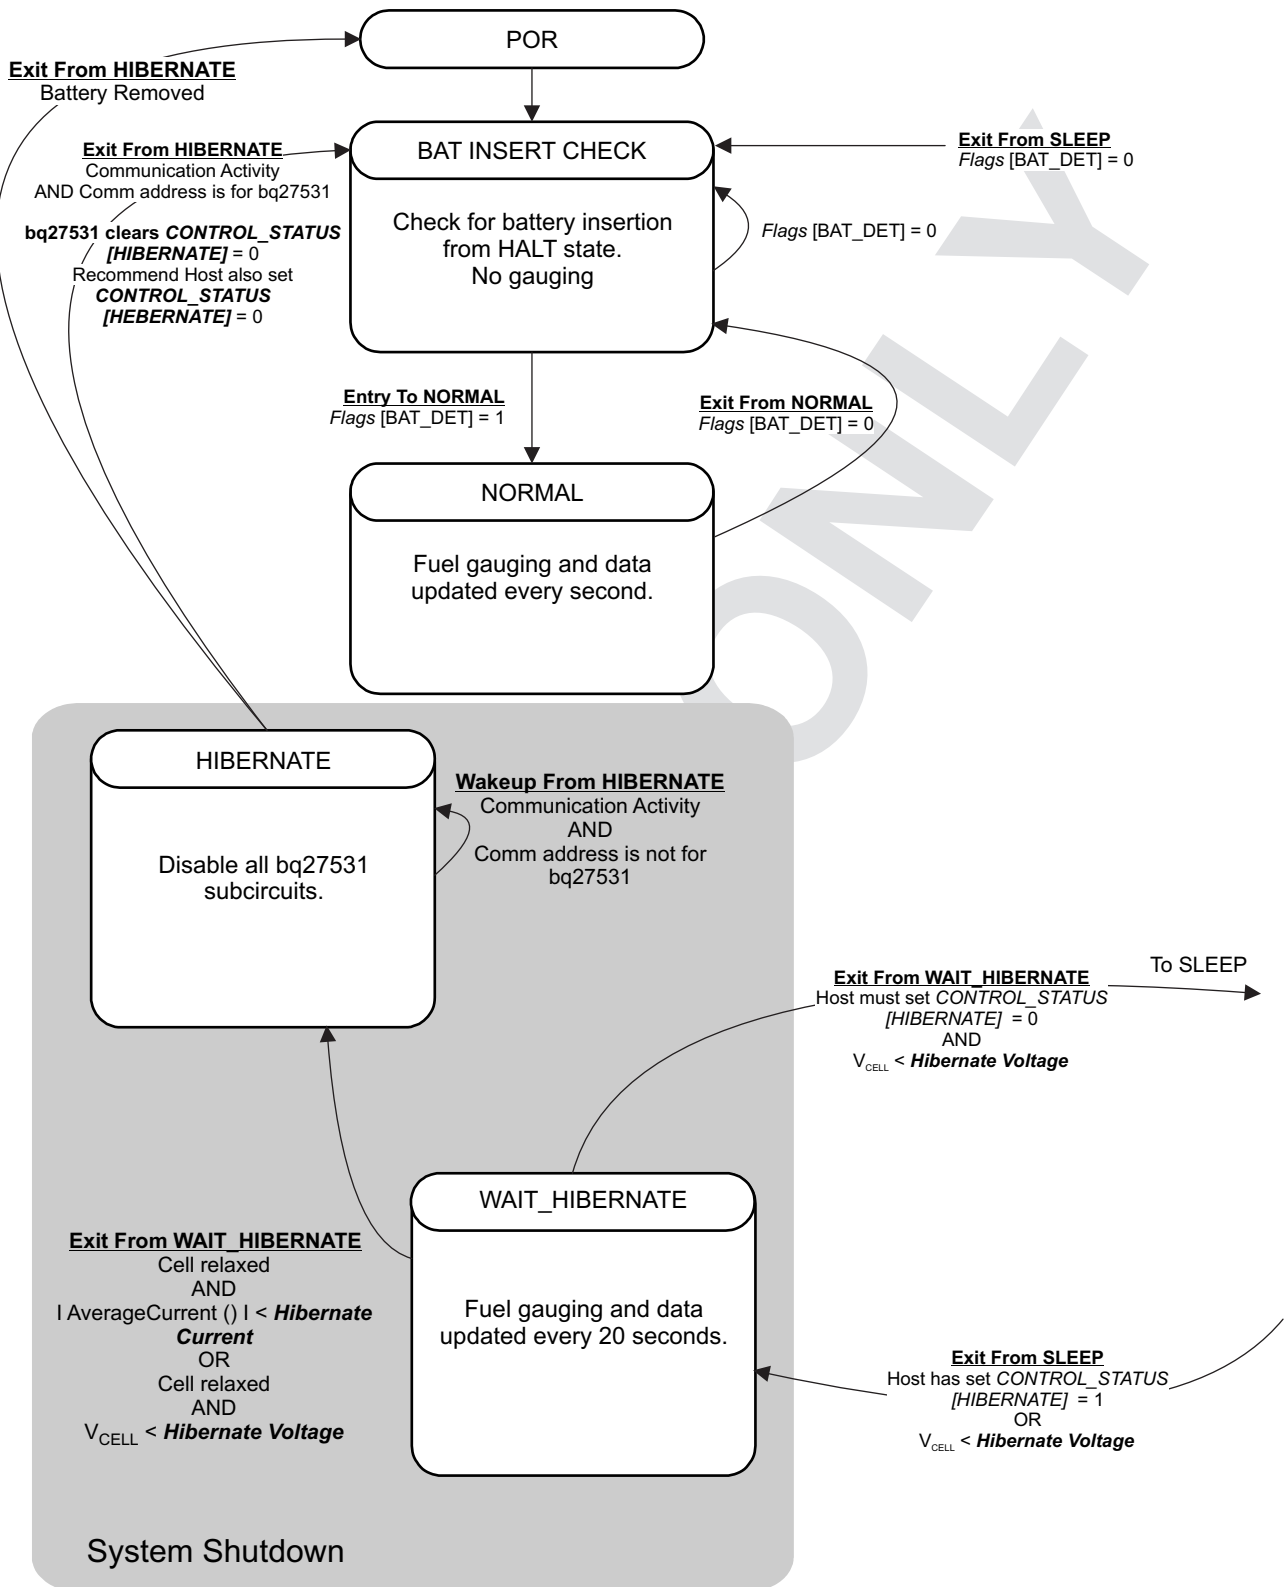 POR
Exit From HIBERNATE
Battery Removed
Exit From HIBERNATE
Communication Activity
AND Comm address is for bq27531
bq27531 clears CONTROL_STATUS
[HIBERNATE] = 0
Recommend Host also set
CONTROL_STATUS
[HEBERNATE] = 0
BAT INSERT CHECK
Check for battery insertion
from HALT state.
No gauging
Exit From SLEEP
Flags [BAT_DET] = 0
Flags [BAT_DET] = 0
Entry To NORMAL
Flags [BAT_DET] = 1
Exit From NORMAL
Flags [BAT_DET] = 0
NORMAL
Fuel gauging and data
updated every second.
HIBERNATE
Disable all bq27531
subcircuits.
Wakeup From HIBERNATE
Communication Activity
AND
Comm address is not for
bq27531
Exit From WAIT_HIBERNATE
Host must set CONTROL_STATUS
[HIBERNATE] = 0
AND
VCELL < Hibernate Voltage
To SLEEP
WAIT_HIBERNATE
Fuel gauging and data
updated every 20 seconds.
Exit From WAIT_HIBERNATE
Cell relaxed
AND
I AverageCurrent () I < Hibernate
Current
OR
Cell relaxed
AND
VCELL < Hibernate Voltage
Exit From SLEEP
Host has set CONTROL_STATUS
[HIBERNATE] = 1
OR
VCELL < Hibernate Voltage
System Shutdown
ONLY